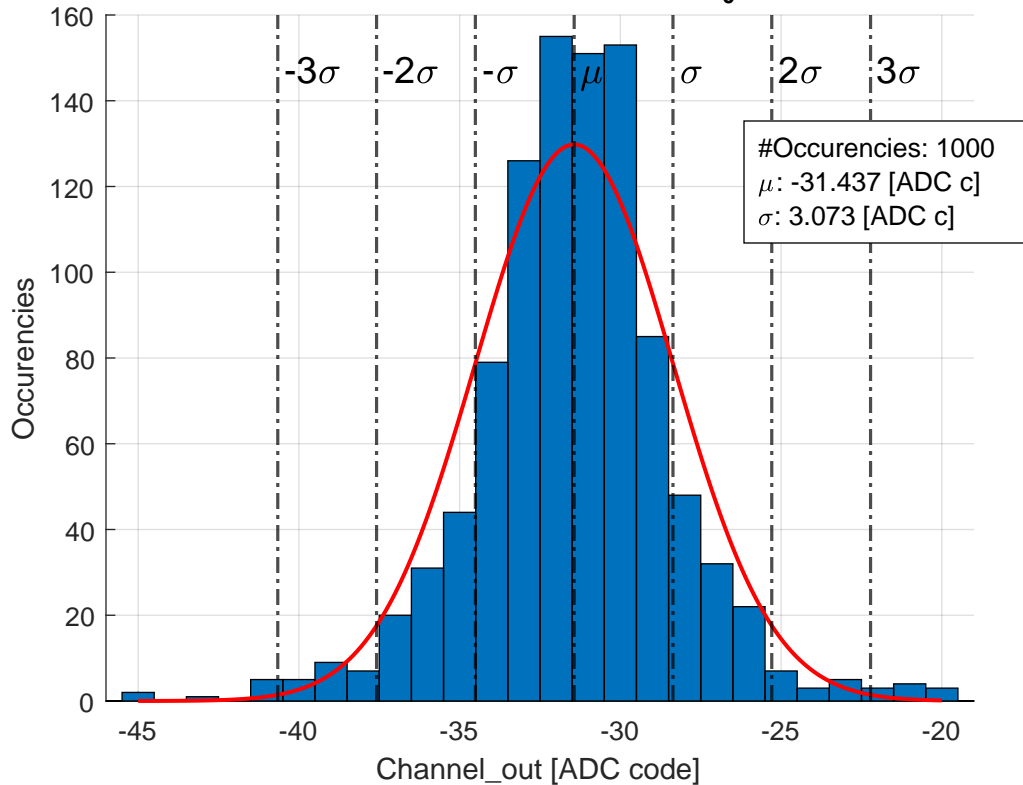 160
140
120
100
80
60
40
20
0
Occurencies
-3σ
-2σ
-σ
μ
σ
2σ
3σ
#Occurencies: 1000
μ: -31.437 [ADC c]
σ: 3.073 [ADC c]
-45
-40
-35
-30
-25
-20
Channel_out [ADC code]